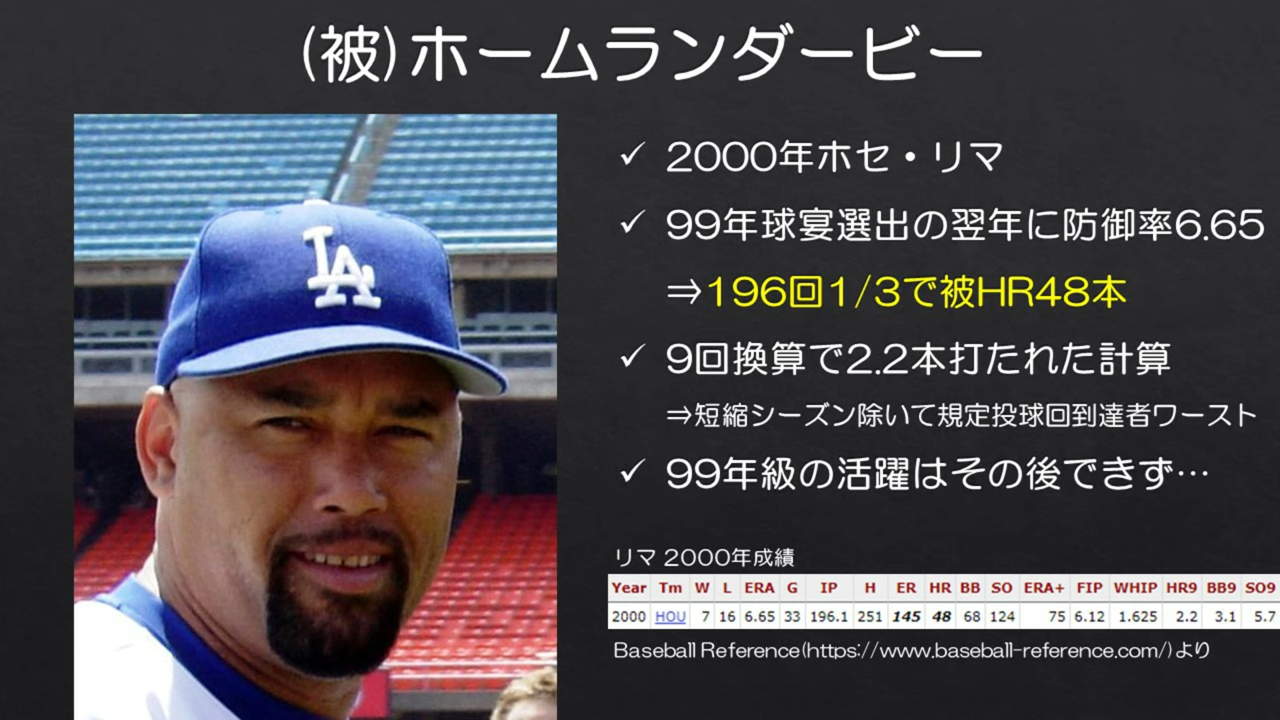 (被)ホームランダービー
LA
✓ 2000年ホセ・リマ
✓ 99年球宴選出の翌年に防御率6.65
⇒196回1/3で被HR48本
✓ 9回換算で2.2本打たれた計算
⇒短縮シーズン除いて規定投球回到達者ワースト
✓ 99年級の活躍はその後できず…
リマ 2000年成績
Year Tm W L ERA G IP H ER HR BB SO ERA+ FIP WHIP HR9 BB9 SO9
2000 HOU 7 16 6.65 33 196.1 251 145 48 68 124 75 6.12 1.625 2.2 3.1 5.7
Baseball Reference(https://www.baseball-reference.com/)より